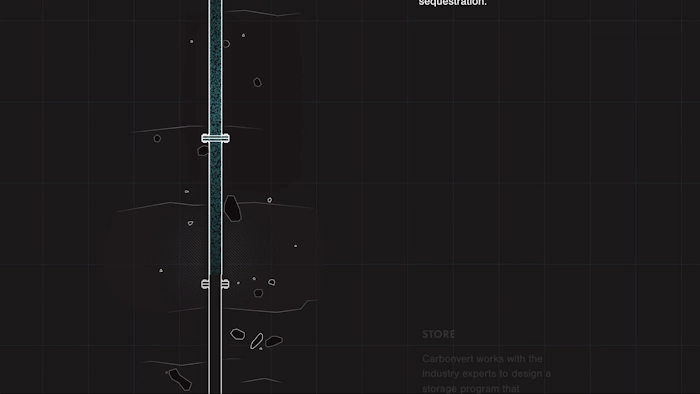 sequestration.
STORE
Carbonvert works with the
industry experts to design a
storage program that